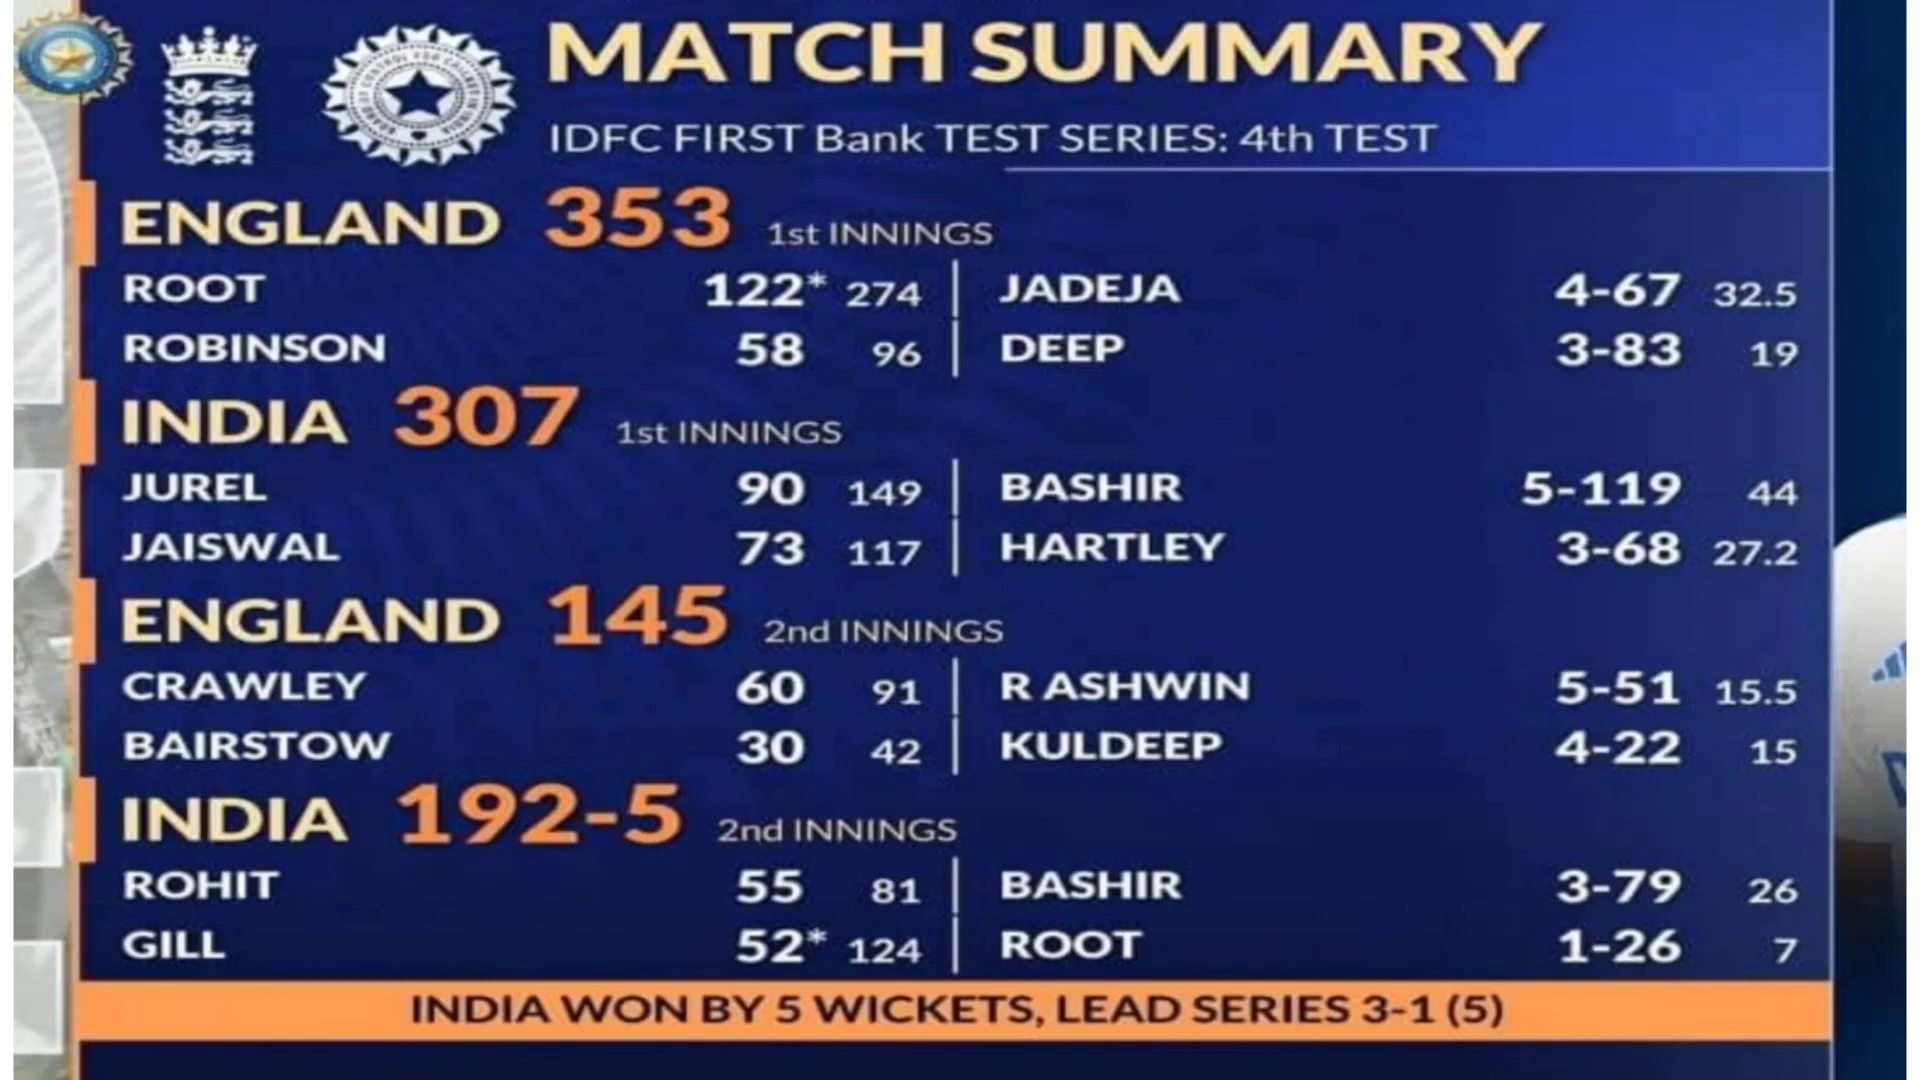 MATCH SUMMARY
IDFC FIRST Bank TEST SERIES: 4th TEST
ENGLAND 353 1st INNINGS
ROOT 122* 274 JADEJA 4-67 32.5
ROBINSON 58 96 DEEP 3-83 19
INDIA 307 1st INNINGS
JUREL 90 149 BASHIR 5-119 44
JAISWAL 73 117 HARTLEY 3-68 27.2
ENGLAND 145 2nd INNINGS
CRAWLEY 60 91 R ASHWIN 5-51 15.5
BAIRSTOW 30 42 KULDEEP 4-22 15
INDIA 192-5 2nd INNINGS
ROHIT 55 81 BASHIR 3-79 26
GILL 52* 124 ROOT 1-26 7
INDIA WON BY 5 WICKETS, LEAD SERIES 3-1 (5)